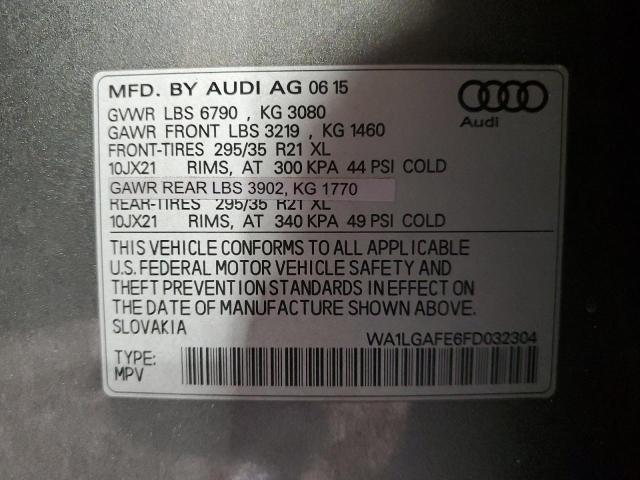 MFD. BY AUDI AG 06 15
GVWR LBS 6790 , KG 3080
GAWR FRONT LBS 3219 , KG 1460
FRONT-TIRES 295/35 R21 XL
10JX21 RIMS, AT 300 KPA 44 PSI COLD
GAWR REAR LBS 3902, KG 1770
REAR-TIRES 295/35 R21 XL
10JX21 RIMS, AT 340 KPA 49 PSI COLD
Audi
THIS VEHICLE CONFORMS TO ALL APPLICABLE
U.S. FEDERAL MOTOR VEHICLE SAFETY AND
THEFT PREVENTION STANDARDS IN EFFECT ON
THE DATE OF MANUFACTURE SHOWN ABOVE.
SLOVAKIA
WA1LGAFE6FD032304
TYPE:
MPV